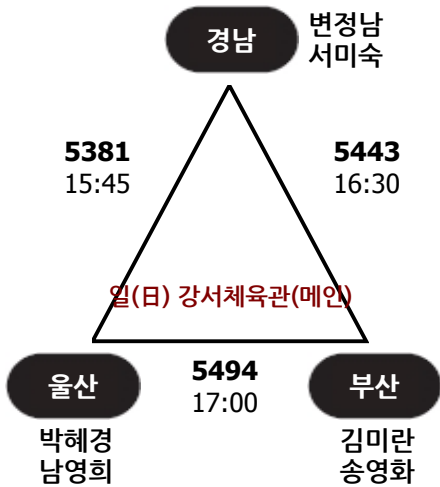 경남
변정남
서미숙
5381
15:45
5443
16:30
일(日) 강서체육관(메인)
울산
5494
17:00
부산
박혜경
남영희
김미란
송영화